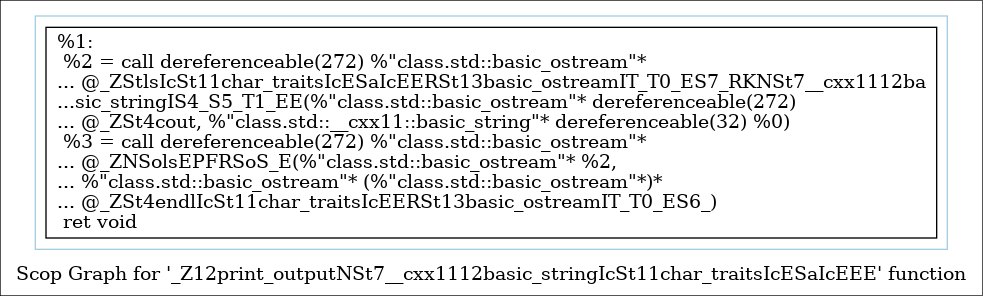 %1:
%2 = call dereferenceable(272) %"class.std::basic_ostream"*
... @_ZStlsIcSt11char_traitsIcESaIcEERSt13basic_ostreamIT_T0_ES7_RKNSt7__cxx1112ba
...sic_stringIS4_S5_T1_EE(%"class.std::basic_ostream"* dereferenceable(272)
... @_ZSt4cout, %"class.std::__cxx11::basic_string"* dereferenceable(32) %0)
%3 = call dereferenceable(272) %"class.std::basic_ostream"*
... @_ZNSolsEPFRSoS_E(%"class.std::basic_ostream"* %2,
... %"class.std::basic_ostream"* (%"class.std::basic_ostream"*)*
... @_ZSt4endlIcSt11char_traitsIcEERSt13basic_ostreamIT_T0_ES6_)
ret void
Scop Graph for '_Z12print_outputNSt7__cxx1112basic_stringIcSt11char_traitsIcESaIcEEE' function